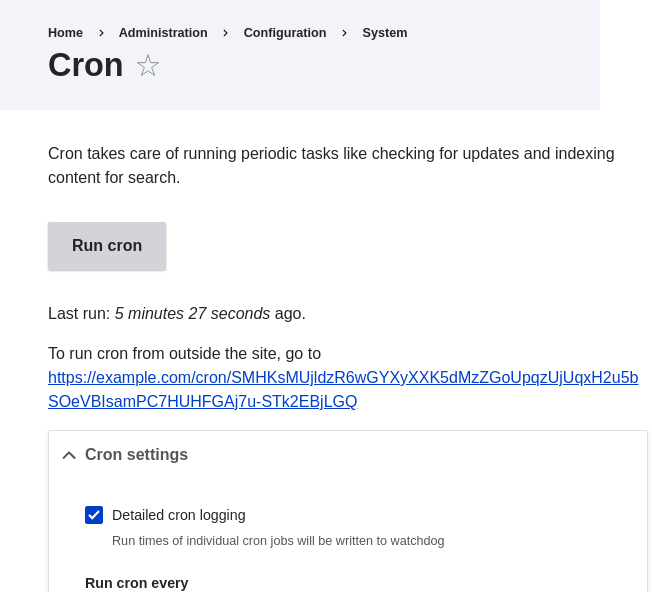 Home > Administration > Configuration > System
Cron
Cron takes care of running periodic tasks like checking for updates and indexing
content for search.
Run cron
Last run: 5 minutes 27 seconds ago.
To run cron from outside the site, go to
https://example.com/cron/SMHKsMUjldzR6wGYXyXXK5dMzZGoUpqzUjUqxH2u5b
SOeVBIsamPC7HUHFGAj7u-STk2EBjLGQ
Cron settings
Detailed cron logging
Run times of individual cron jobs will be written to watchdog
Run cron every